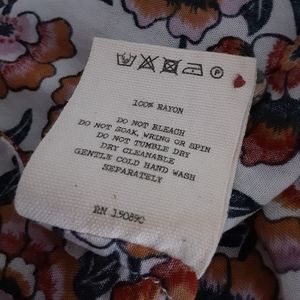 100% RAYON
DO NOT BLEACH
DO NOT SOAK, WRING OR SPIN
DO NOT TUMBLE DRY
DRY CLEANABLE
GENTLE COLD HAND WASH
SEPARATELY
RN 150890